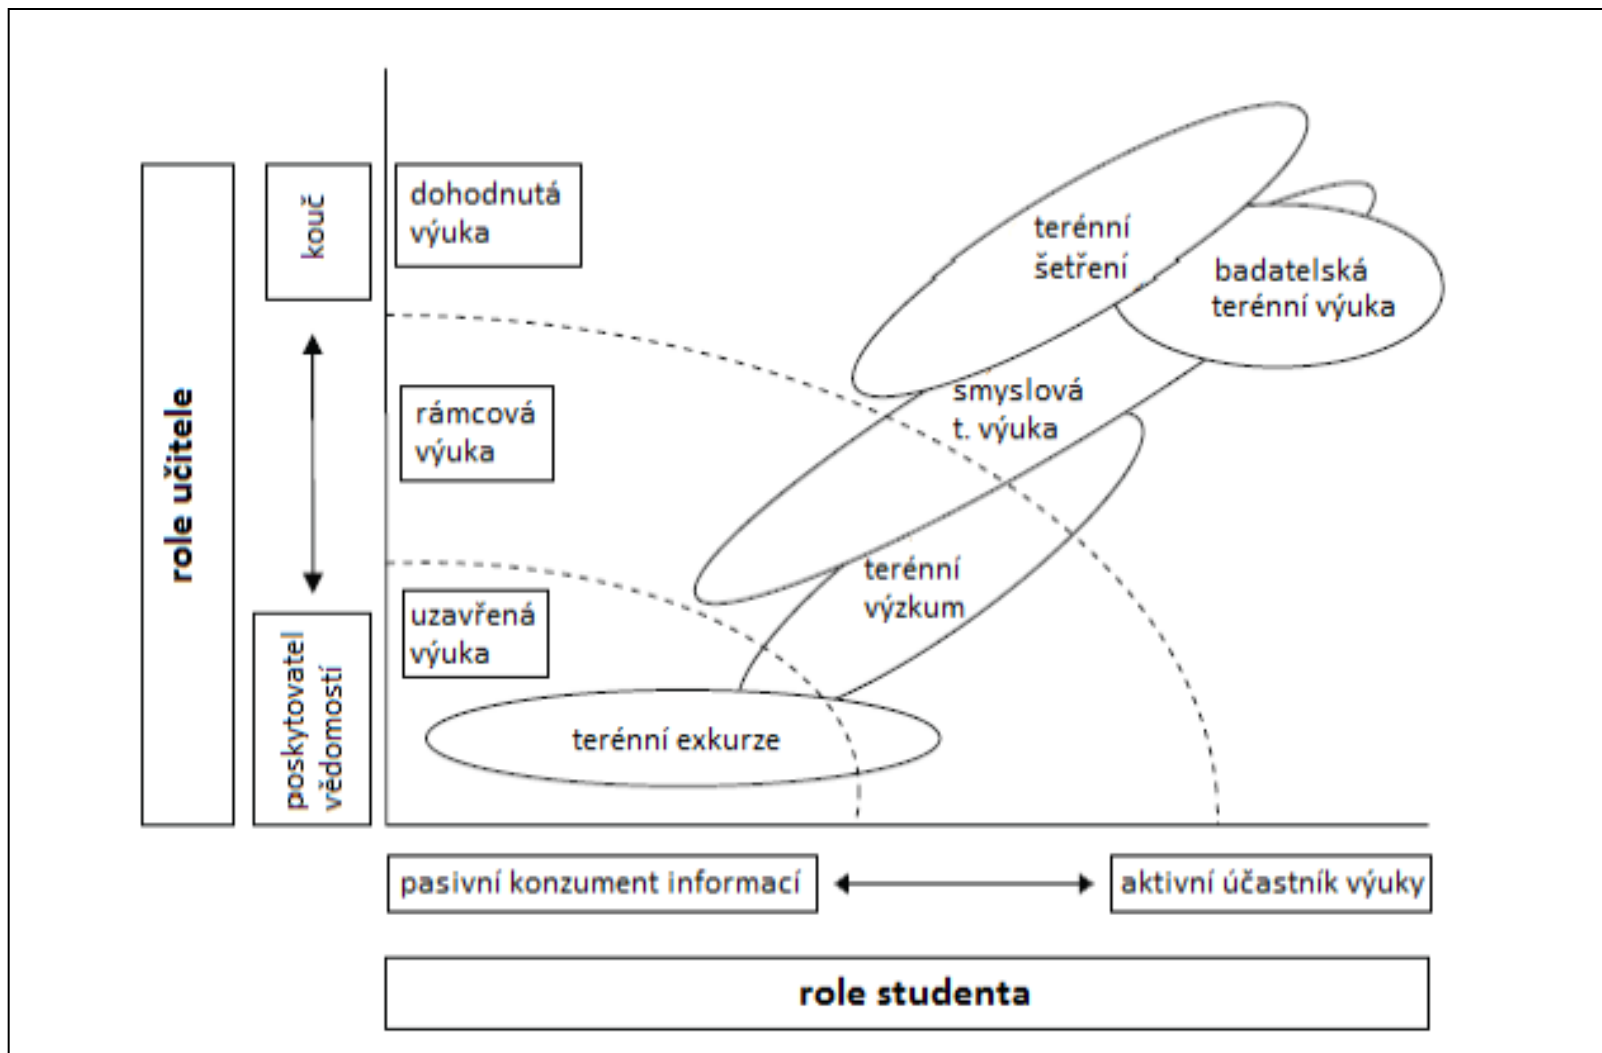 role učitele
kouč
poskytovatel
vědomostí
dohodnutá
výuka
rámcová
výuka
uzavřená
výuka
terénní
šetření
badatelská
terénní výuka
smyslová
t. výuka
terénní
výzkum
terénní exkurze
pasivní konzument informací
aktivní účastník výuky
role studenta